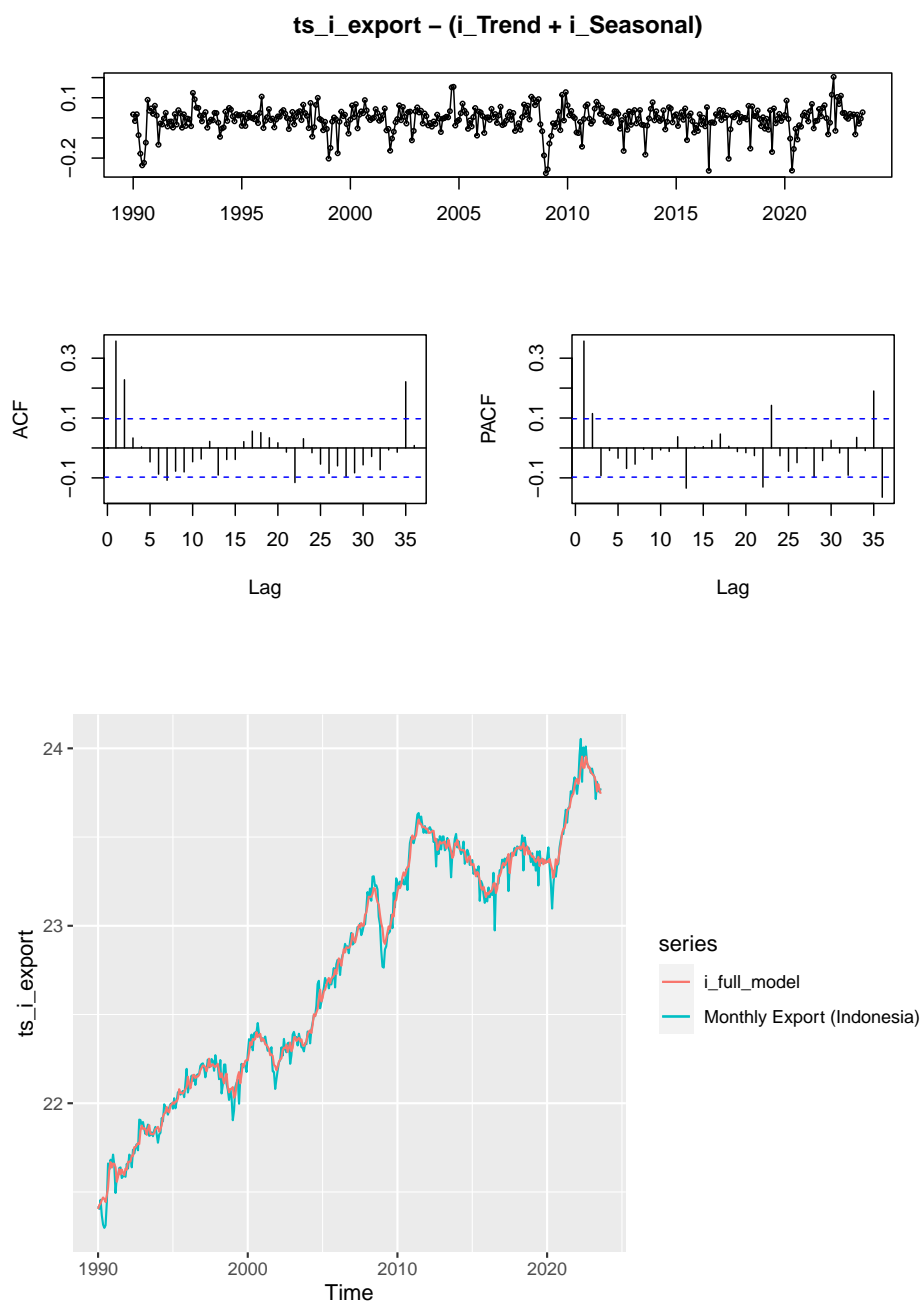 ts_i_export − (i_Trend + i_Seasonal)
0.1
−0.2
1990 1995 2000 2005 2010 2015 2020
ACF
0.3
0.1
−0.1
0 5 10 15 20 25 30 35
Lag
PACF
0.3
0.1
−0.1
0 5 10 15 20 25 30 35
Lag
ts_i_export
24
23
22
1990 2000 2010 2020
Time
series
i_full_model
Monthly Export (Indonesia)